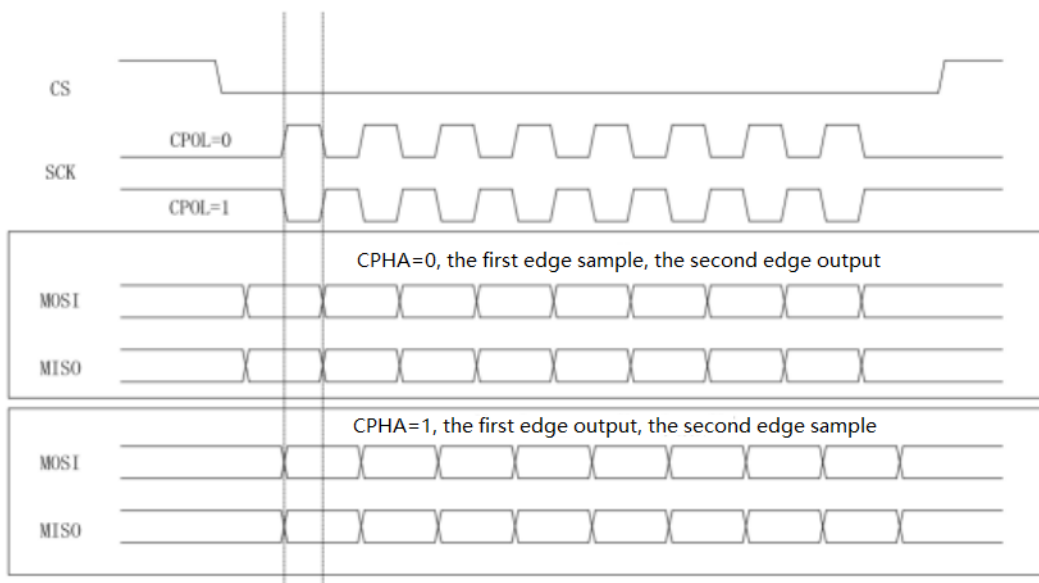 CS
CPOL=0
SCK
CPOL=1
CPHA=0, the first edge sample, the second edge output
MOSI
MISO
CPHA=1, the first edge output, the second edge sample
MOSI
MISO